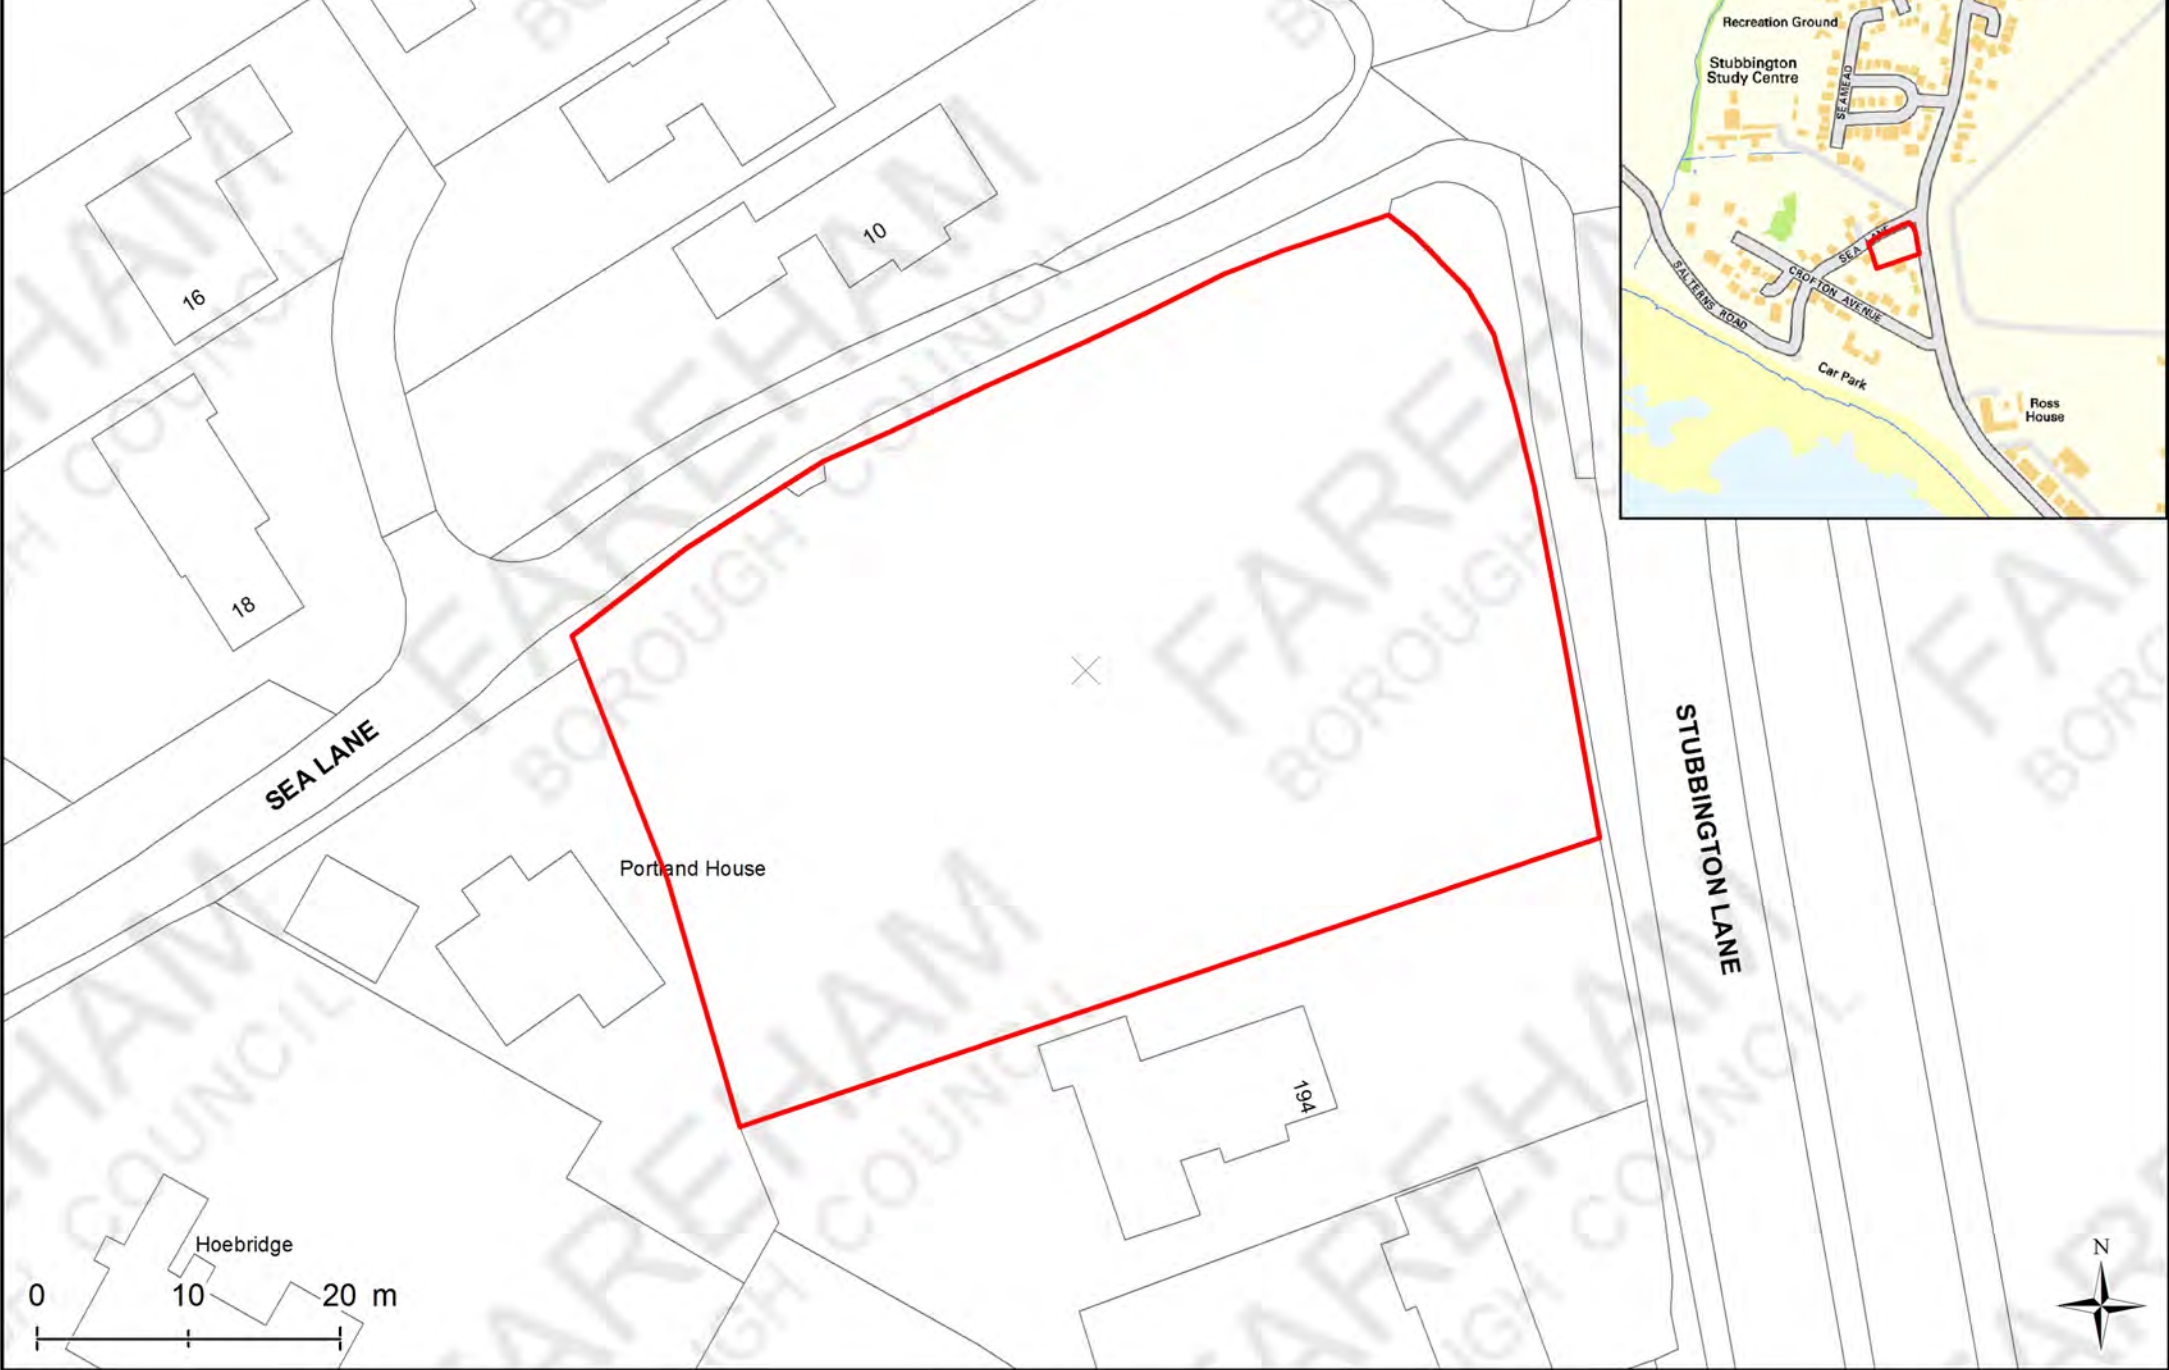 Recreation Ground
Stubbington
Study Centre
SEAMEAD
SEA LANE
CROFTON AVENUE
SALTERNS ROAD
Car Park
Ross
House
10
16
18
SEA LANE
STUBBINGTON LANE
Portland House
194
Hoebridge
0 10 20 m
N
FAREHAM
BOROUGH COUNCIL